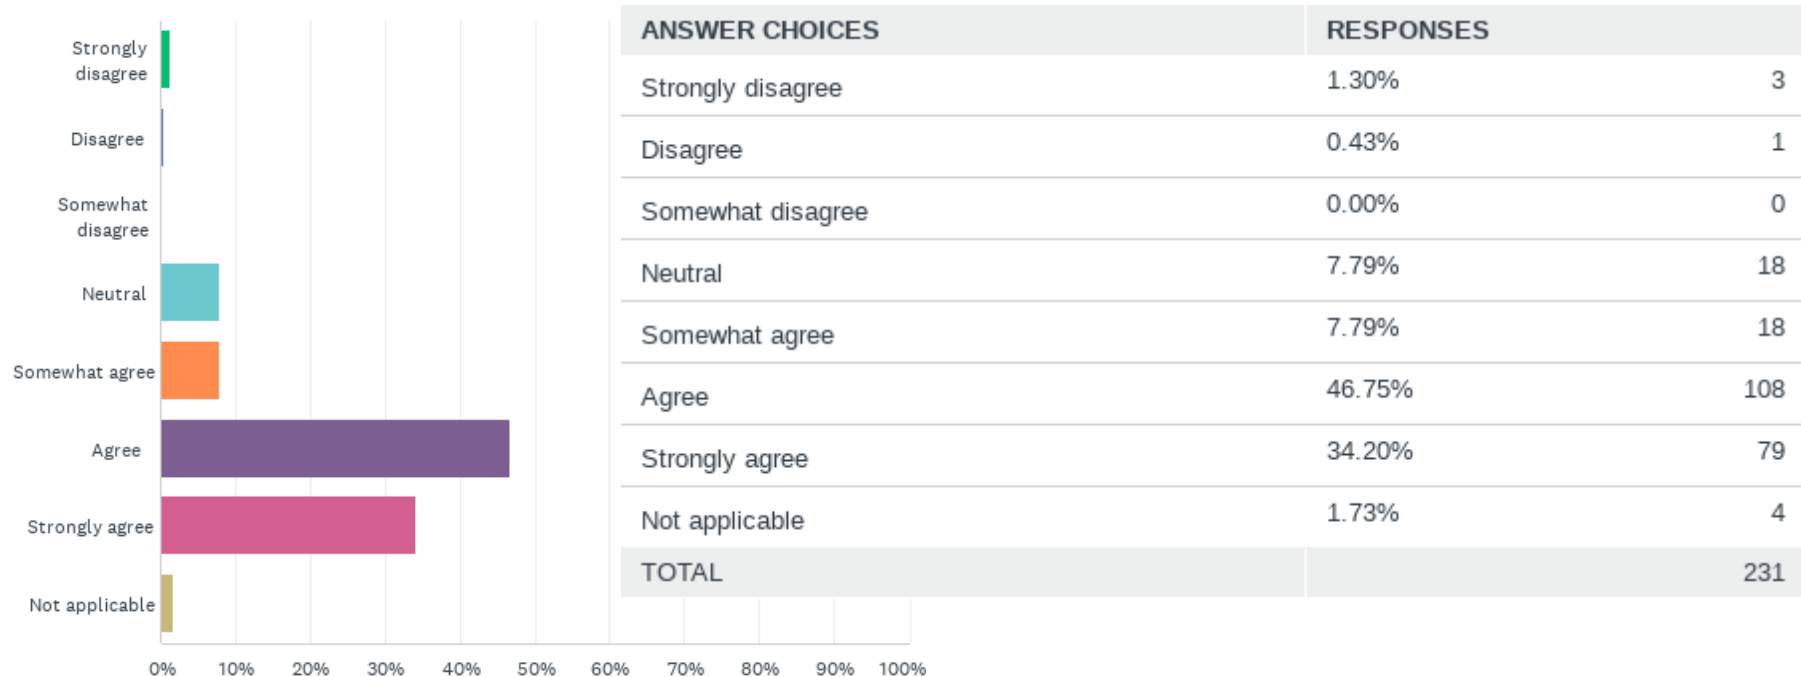 Strongly
disagree
Disagree
Somewhat
disagree
Neutral
Somewhat agree
Agree
Strongly agree
Not applicable
0% 10% 20% 30% 40% 50% 60% 70% 80% 90% 100%
ANSWER CHOICES RESPONSES
Strongly disagree 1.30% 3
Disagree 0.43% 1
Somewhat disagree 0.00% 0
Neutral 7.79% 18
Somewhat agree 7.79% 18
Agree 46.75% 108
Strongly agree 34.20% 79
Not applicable 1.73% 4
TOTAL 231